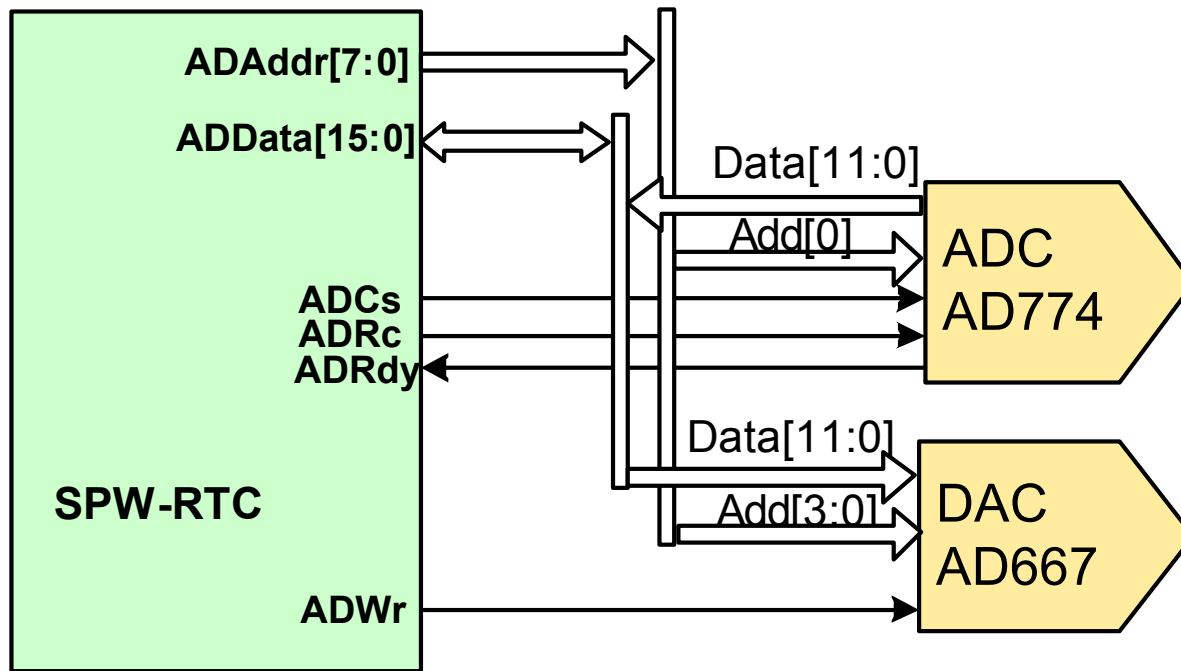 ADAddr[7:0]
ADData[15:0]
Data[11:0]
Add[0]
ADC
AD774
ADCs
ADRc
ADRdy
Data[11:0]
Add[3:0]
SPW-RTC
DAC
AD667
ADWr